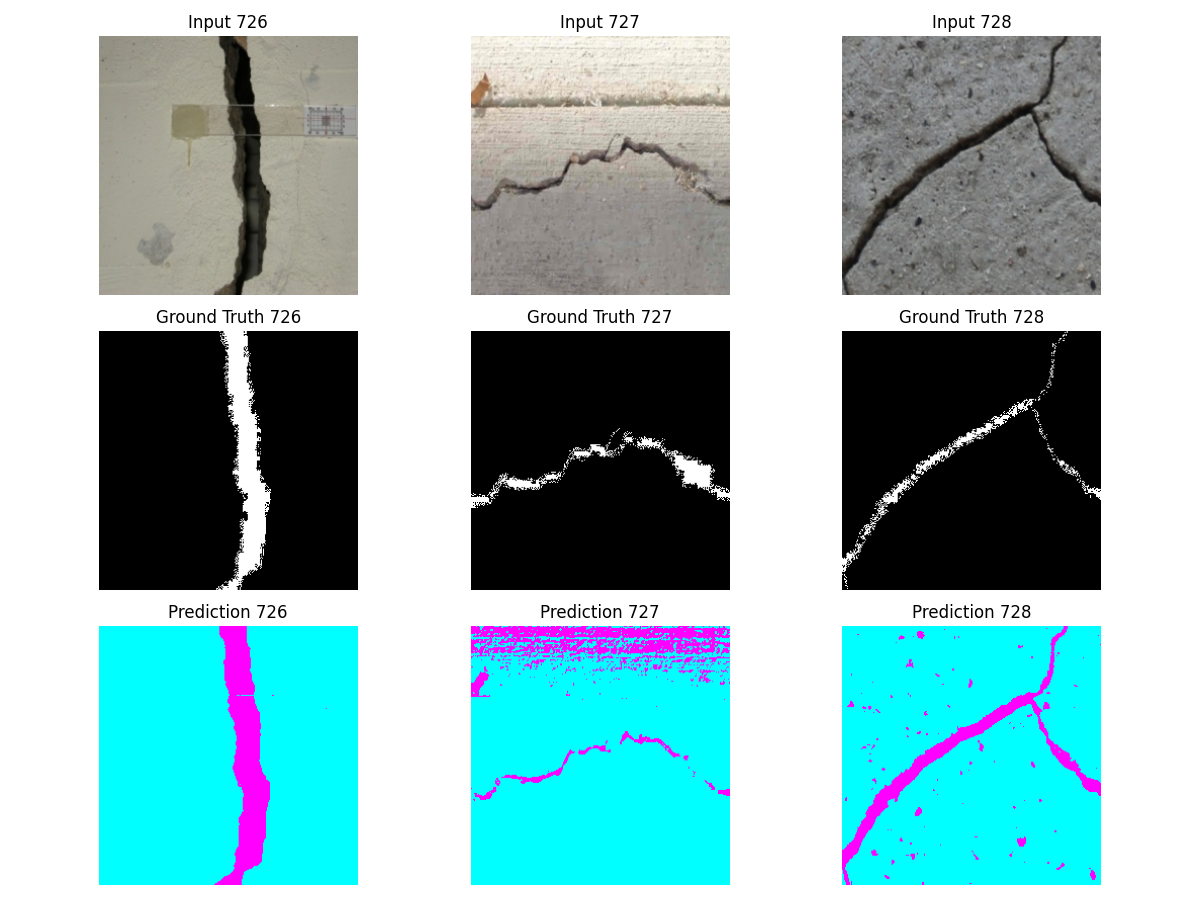 Input 726
Input 727
Input 728
Ground Truth 726
Ground Truth 727
Ground Truth 728
Prediction 726
Prediction 727
Prediction 728